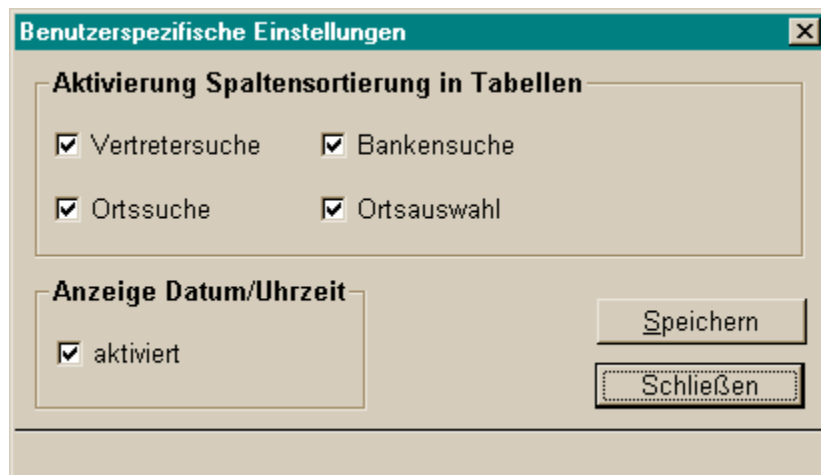 Benutzerspezifische Einstellungen
Aktivierung Spaltensortierung in Tabellen
Vertretersuche Bankensuche
Ortssuche Ortsauswahl
Anzeige Datum/Uhrzeit
aktiviert
Speichern
Schließen